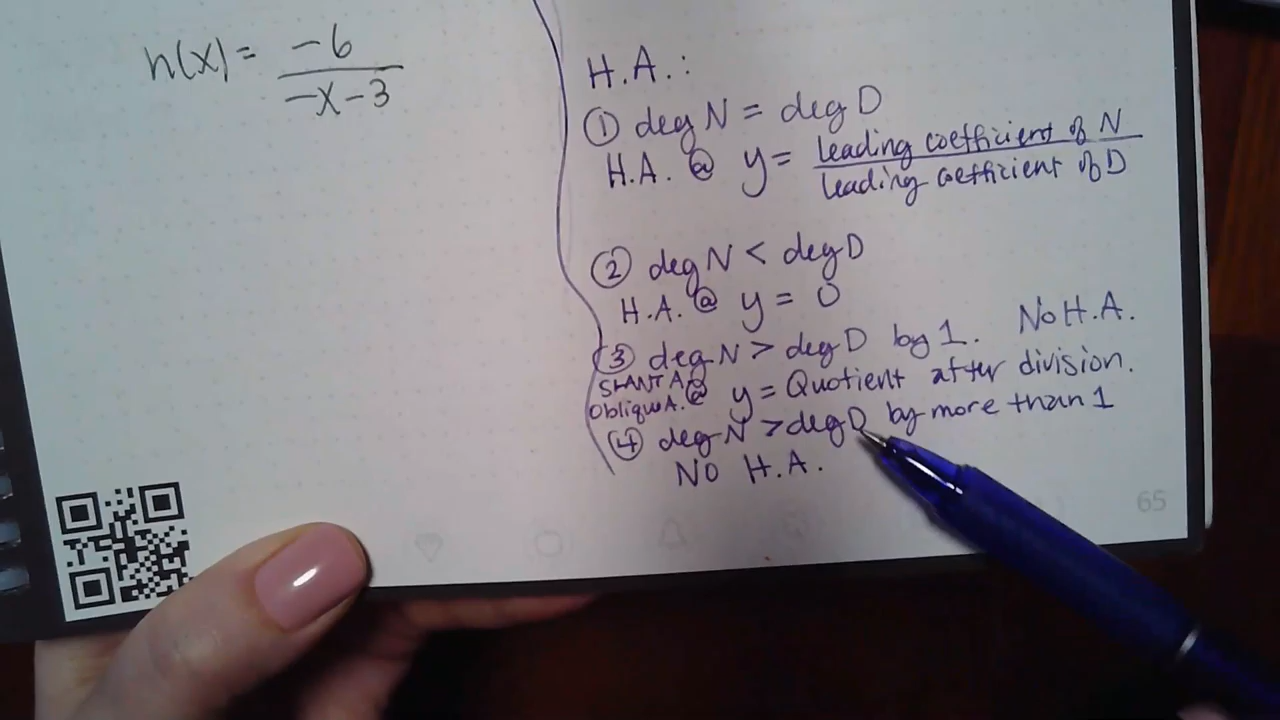 h(x) = -6 / -x-3
H.A.:
① deg N = deg D
H.A. @ y = leading coefficient of N / leading coefficient of D
② deg N < deg D
H.A. @ y = 0
③ deg N > deg D by 1. No H.A.
SLANT A. @ y = Quotient after division.
Oblique A.
④ deg N > deg D by more than 1
NO H.A.
65